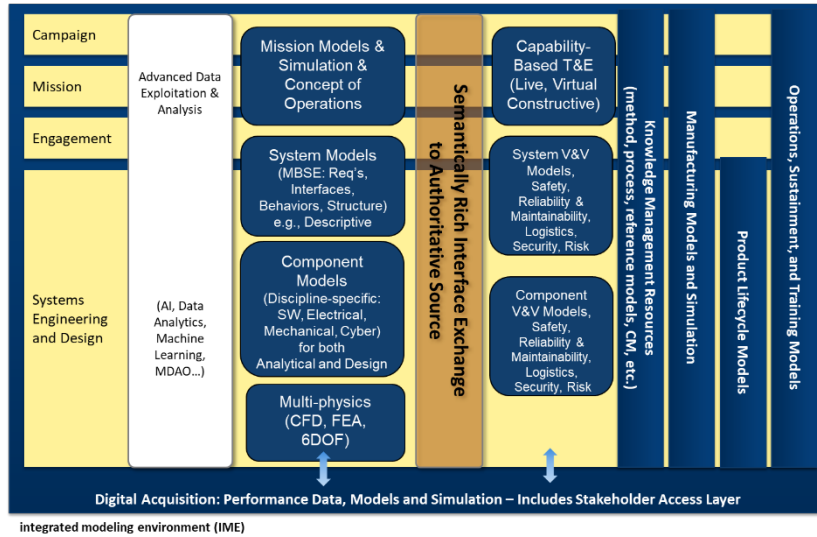 Campaign
Mission
Engagement
Systems
Engineering
and Design
Advanced Data
Exploitation &
Analysis
(AI, Data
Analytics,
Machine
Learning,
MDAO...)
Mission Models &
Simulation &
Concept of
Operations
System Models
(MBSE: Req's,
Interfaces,
Behaviors, Structure)
e.g., Descriptive
Component
Models
(Discipline-specific:
SW, Electrical,
Mechanical, Cyber)
for both
Analytical and Design
Multi-physics
(CFD, FEA,
6DOF)
Semantically Rich Interface Exchange
to Authoritative Source
Capability-
Based T&E
(Live, Virtual
Constructive)
System V&V
Models,
Safety,
Reliability &
Maintainability,
Logistics,
Security, Risk
Component
V&V Models,
Safety,
Reliability &
Maintainability,
Logistics,
Security, Risk
Knowledge Management Resources
(method, process, reference models, CM, etc.)
Manufacturing Models and Simulation
Product Lifecycle Models
Operations, Sustainment, and Training Models
Digital Acquisition: Performance Data, Models and Simulation – Includes Stakeholder Access Layer
integrated modeling environment (IME)